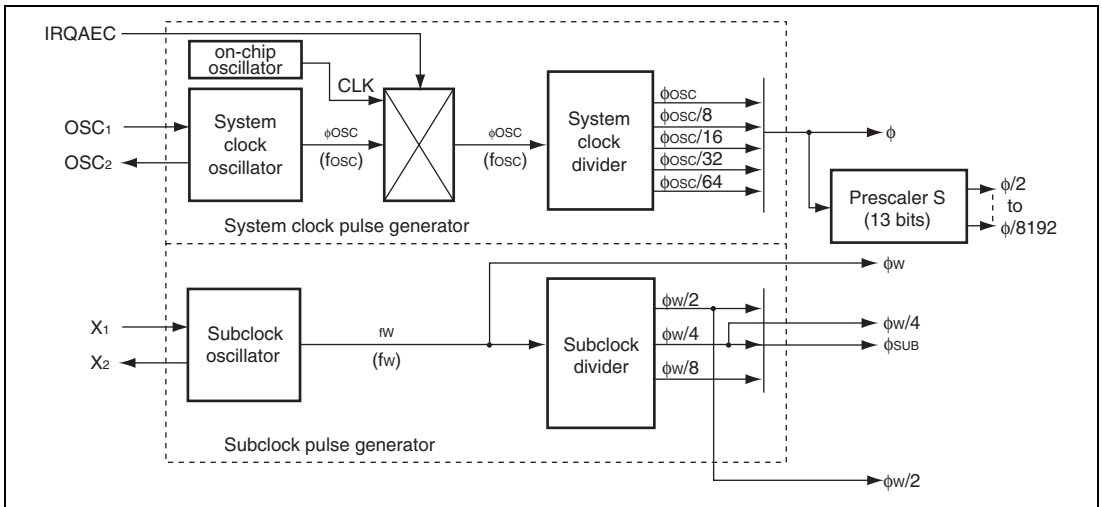 IRQAEC
on-chip
oscillator
CLK
OSC1
OSC2
System
clock
oscillator
φOSC
(fOSC)
φOSC
(fOSC)
System
clock
divider
φOSC
φOSC/8
φOSC/16
φOSC/32
φOSC/64
φ
Prescaler S
(13 bits)
φ/2
to
φ/8192
System clock pulse generator
φW
X1
X2
Subclock
oscillator
fW
(fW)
Subclock
divider
φW/2
φW/4
φW/8
φW/4
φSUB
Subclock pulse generator
φW/2